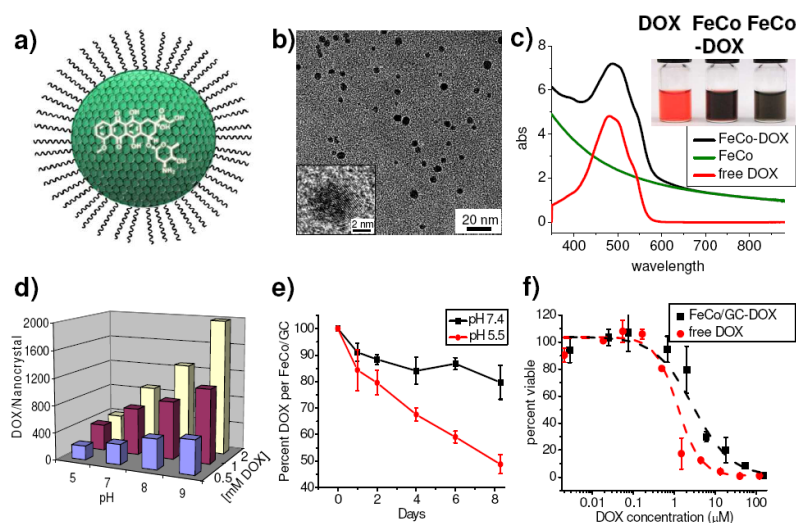 a)
b)
2 nm
20 nm
c)
DOX FeCo FeCo
-DOX
8
6
4
2
0
abs
FeCo-DOX
FeCo
free DOX
400 500 600 700 800
wavelength
d)
2000
1600
1200
800
400
0
DOX/Nanocrystal
5 7 8 9
pH
0.5 1 2
[mM DOX]
e)
pH 7.4
pH 5.5
110
100
90
80
70
60
50
40
Percent DOX per FeCo/GC
0 2 4 6 8
Days
f)
FeCo/GC-DOX
free DOX
120
100
80
60
40
20
0
percent viable
0.01 0.1 1 10 100
DOX concentration (μM)